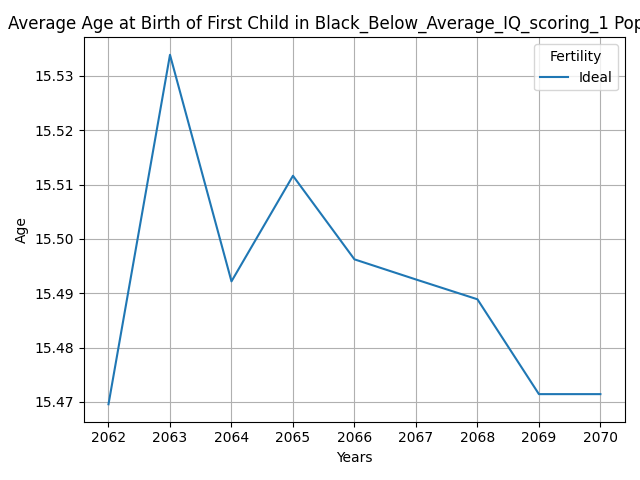 Average Age at Birth of First Child in Black_Below_Average_IQ_scoring_1 Pop
Fertility
Ideal
15.53
15.52
15.51
15.50
15.49
15.48
15.47
Age
2062 2063 2064 2065 2066 2067 2068 2069 2070
Years